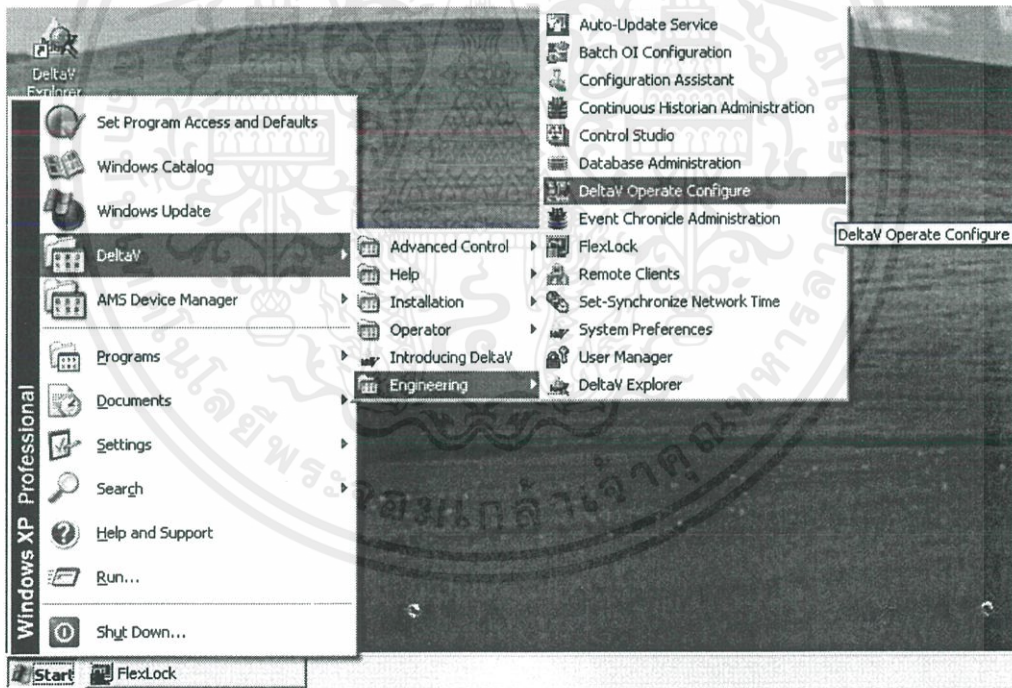 DeltaV
Explorer
Set Program Access and Defaults
Windows Catalog
Windows Update
DeltaV
AMS Device Manager
Programs
Documents
Settings
Search
Help and Support
Run...
Shut Down...
Windows XP Professional
Advanced Control
Help
Installation
Operator
Introducing DeltaV
Engineering
Auto-Update Service
Batch OI Configuration
Configuration Assistant
Continuous Historian Administration
Control Studio
Database Administration
DeltaV Operate Configure
Event Chronicle Administration
FlexLock
Remote Clients
Set-Synchronize Network Time
System Preferences
User Manager
DeltaV Explorer
DeltaV Operate Configure
Start
FlexLock